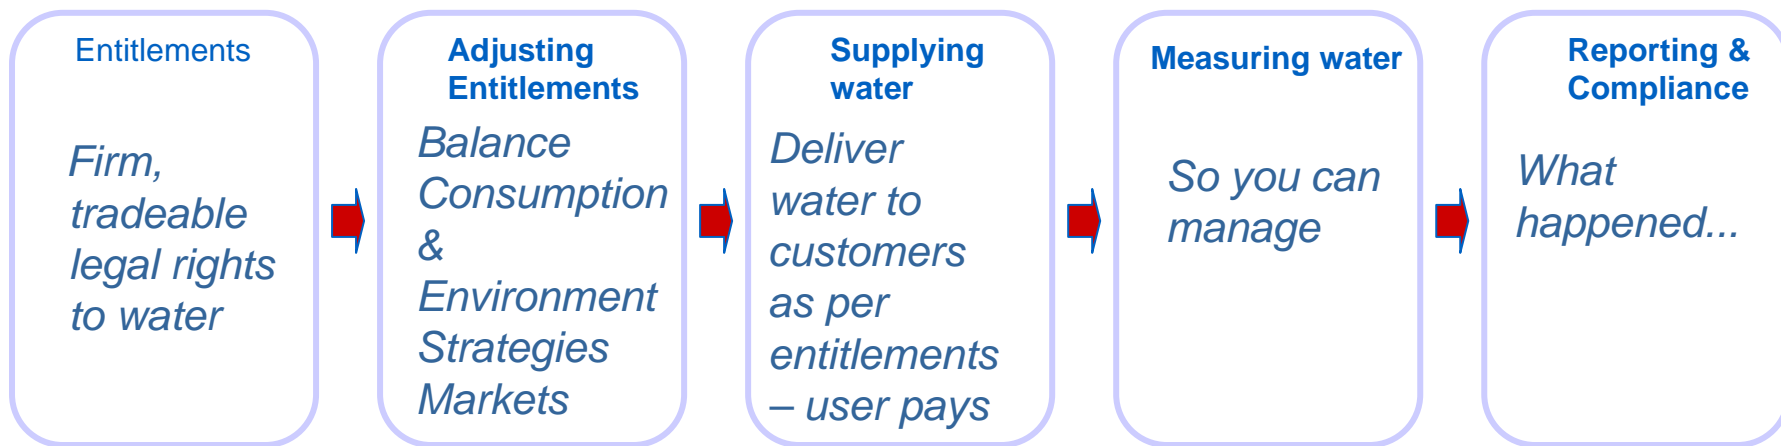 Entitlements
Firm,
tradeable
legal rights
to water
Adjusting
Entitlements
Balance
Consumption
&
Environment
Strategies
Markets
Supplying
water
Deliver
water to
customers
as per
entitlements
– user pays
Measuring water
So you can
manage
Reporting &
Compliance
What
happened...